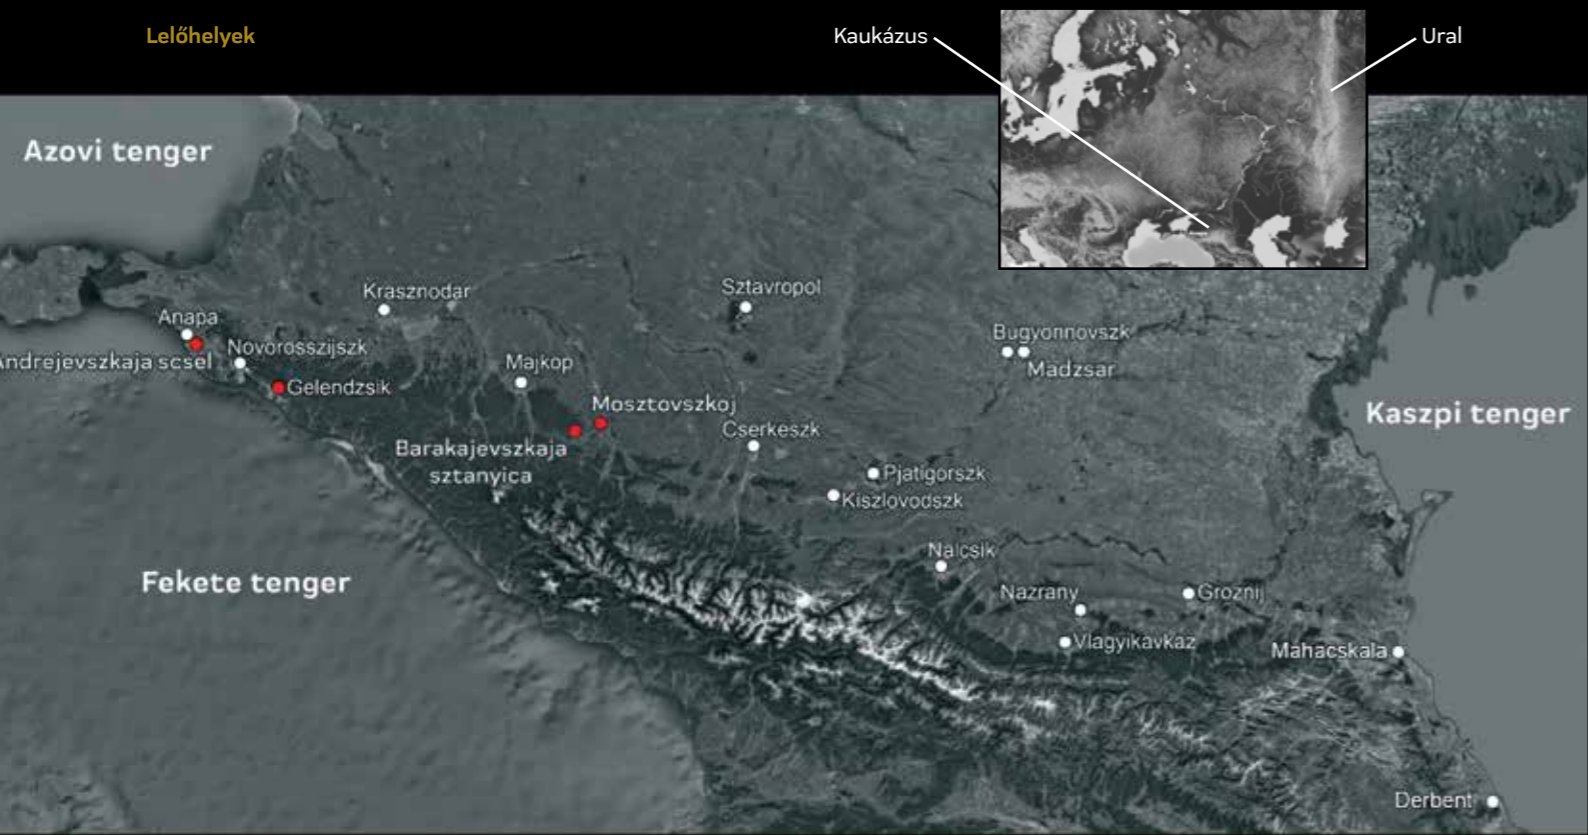 Lelőhelyek
Kaukázus
Ural
Azovi tenger
Krasznodar
Sztavropol
Anapa
Bugyonnovszk
Andrejevszkaja scsel
Novorosszijszk
Majkop
Madzsar
Gelendzsik
Mosztovszkoj
Kaszpi tenger
Cserkeszk
Barakajevszkaja
sztanyica
Pjatigorszk
Kiszlovodszk
Nalcsik
Fekete tenger
Nazrany
Groznij
Vlagyikavkaz
Mahacskala
Derbent